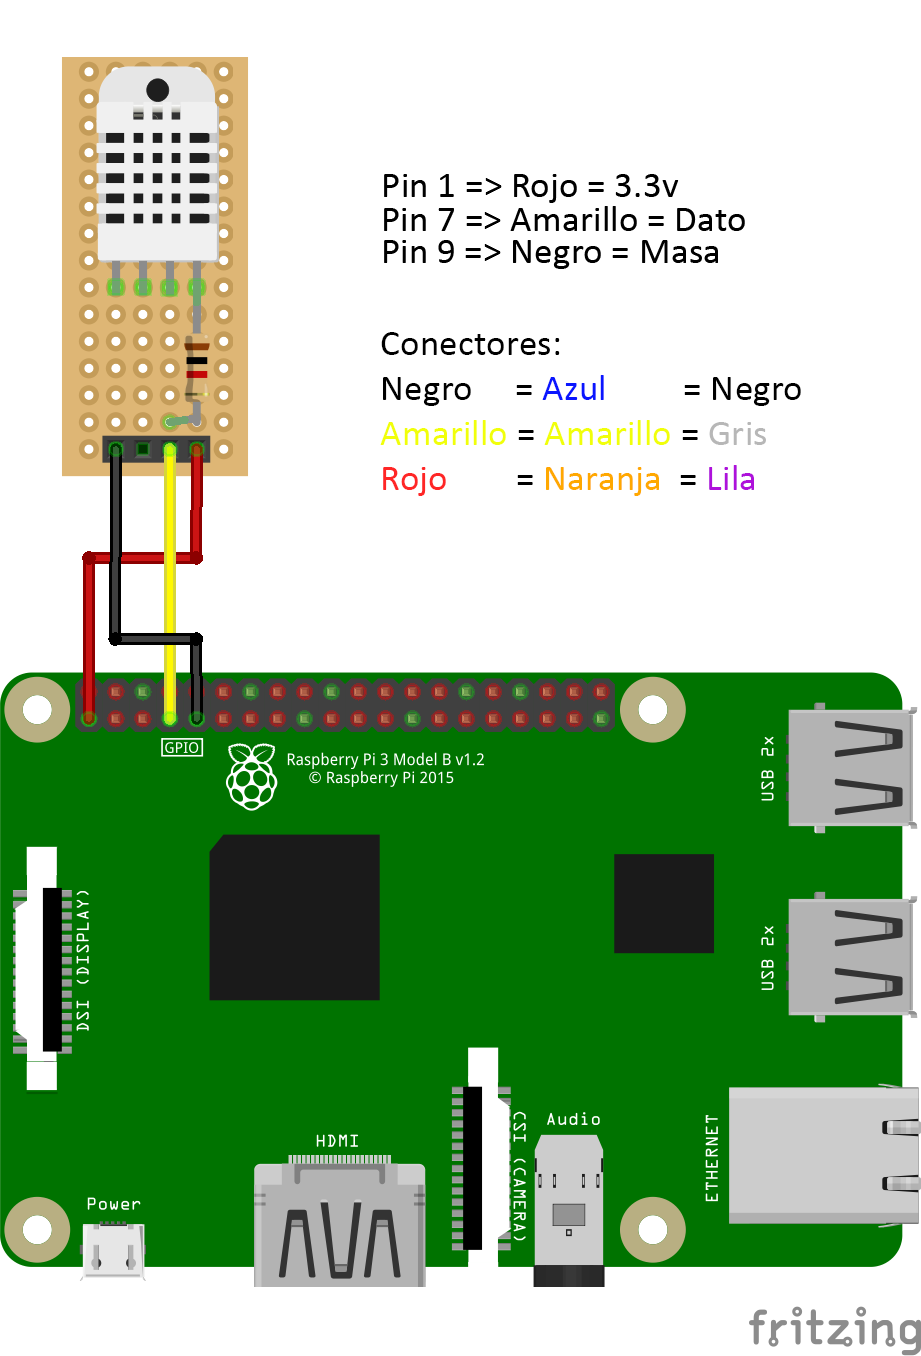 Pin 1 => Rojo = 3.3v
Pin 7 => Amarillo = Dato
Pin 9 => Negro = Masa
Conectores:
Negro = Azul = Negro
Amarillo = Amarillo = Gris
Rojo = Naranja = Lila
GPIO
Raspberry Pi 3 Model B v1.2
© Raspberry Pi 2015
USB 2x
DSI (DISPLAY)
USB 2x
CSI (CAMERA)
Audio
ETHERNET
HDMI
Power
fritzing